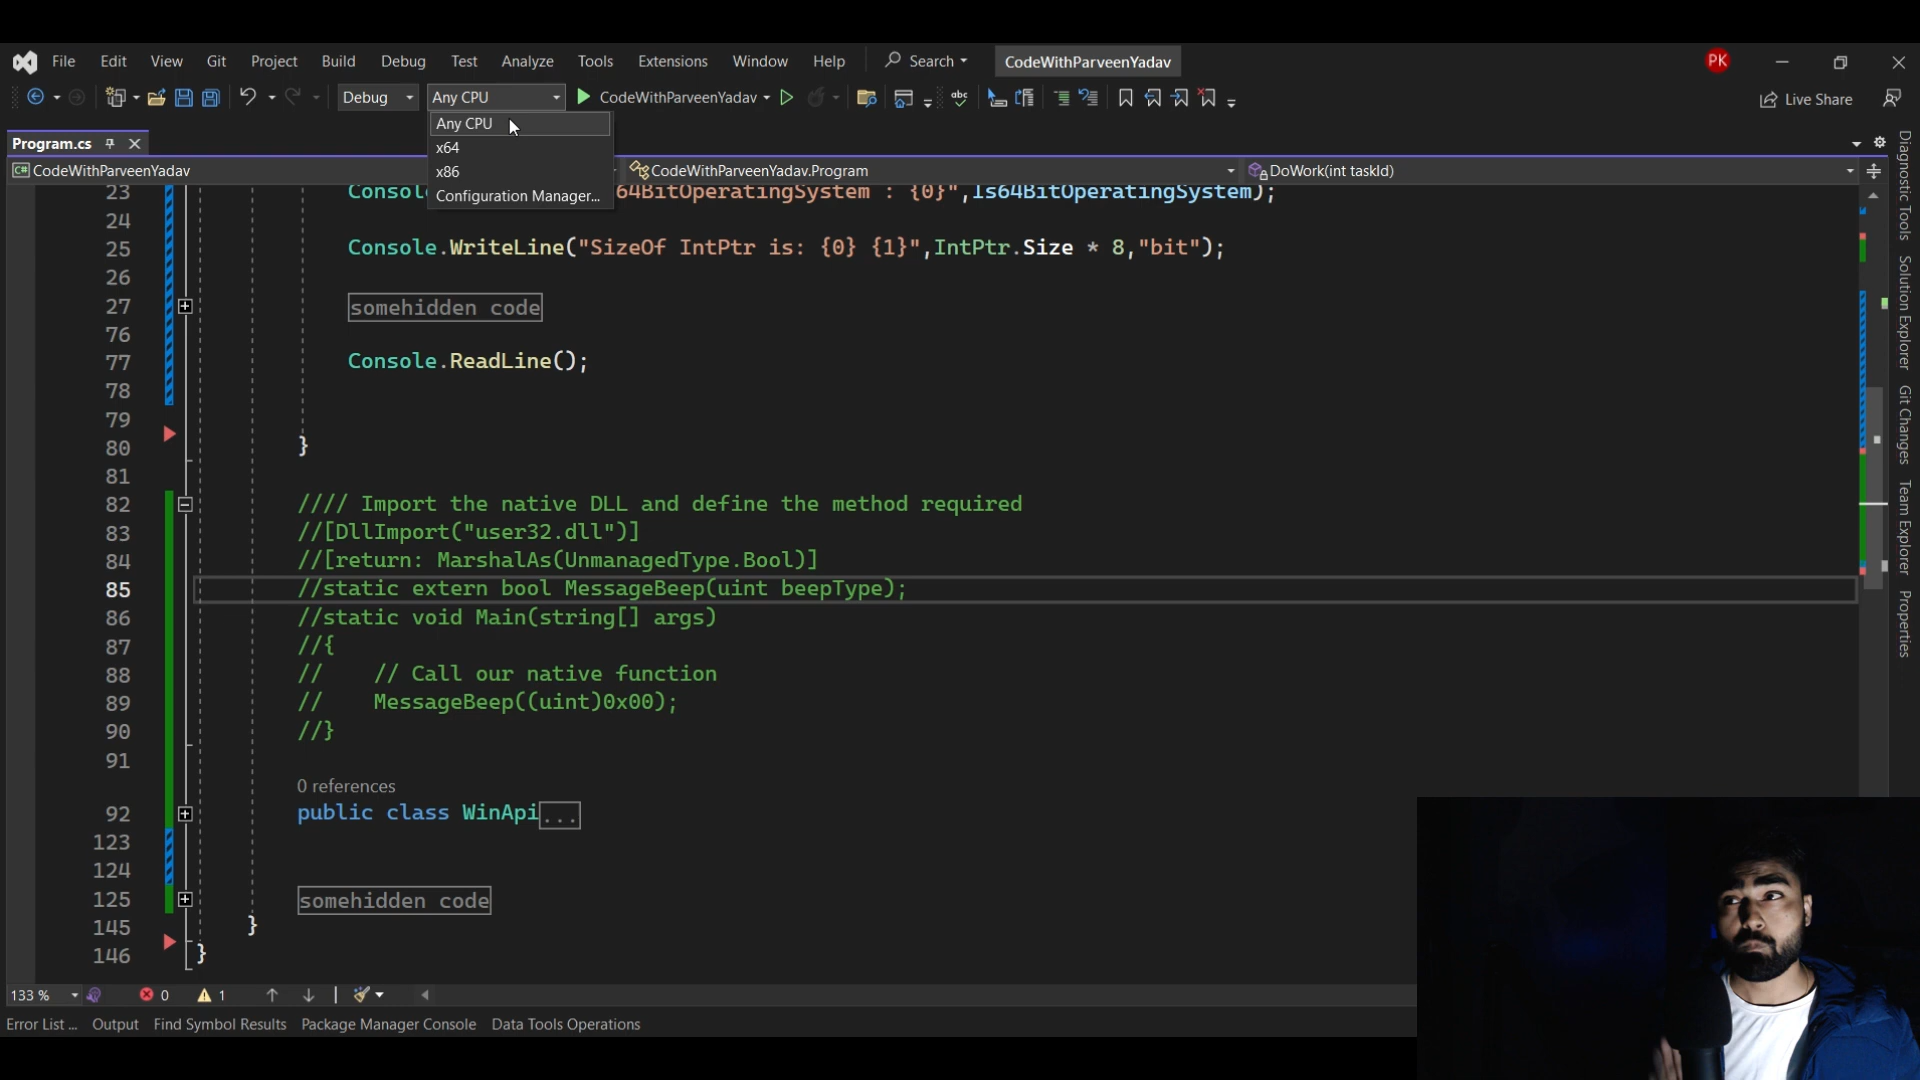 File Edit View Git Project Build Debug Test Analyze Tools Extensions Window Help Search CodeWithParveenYadav PK
Debug Any CPU CodeWithParveenYadav Live Share
Any CPU
x64
x86
Configuration Manager...
Program.cs
CodeWithParveenYadav CodeWithParveenYadav.Program DoWork(int taskId)
23 Consol 64BitOperatingSystem : {0}",Is64BitOperatingSystem);
24
25 Console.WriteLine("SizeOf IntPtr is: {0} {1}",IntPtr.Size * 8,"bit");
26
27 somehidden code
76
77 Console.ReadLine();
78
79
80 }
81
82 //// Import the native DLL and define the method required
83 //[DllImport("user32.dll")]
84 //[return: MarshalAs(UnmanagedType.Bool)]
85 //static extern bool MessageBeep(uint beepType);
86 //static void Main(string[] args)
87 //{
88 // // Call our native function
89 // MessageBeep((uint)0x00);
90 //}
91
0 references
92 public class WinApi...
123
124
125 somehidden code
145 }
146 }
133 % 0 1
Error List ... Output Find Symbol Results Package Manager Console Data Tools Operations
Diagnostic Tools
Solution Explorer
Git Changes
Team Explorer
Properties